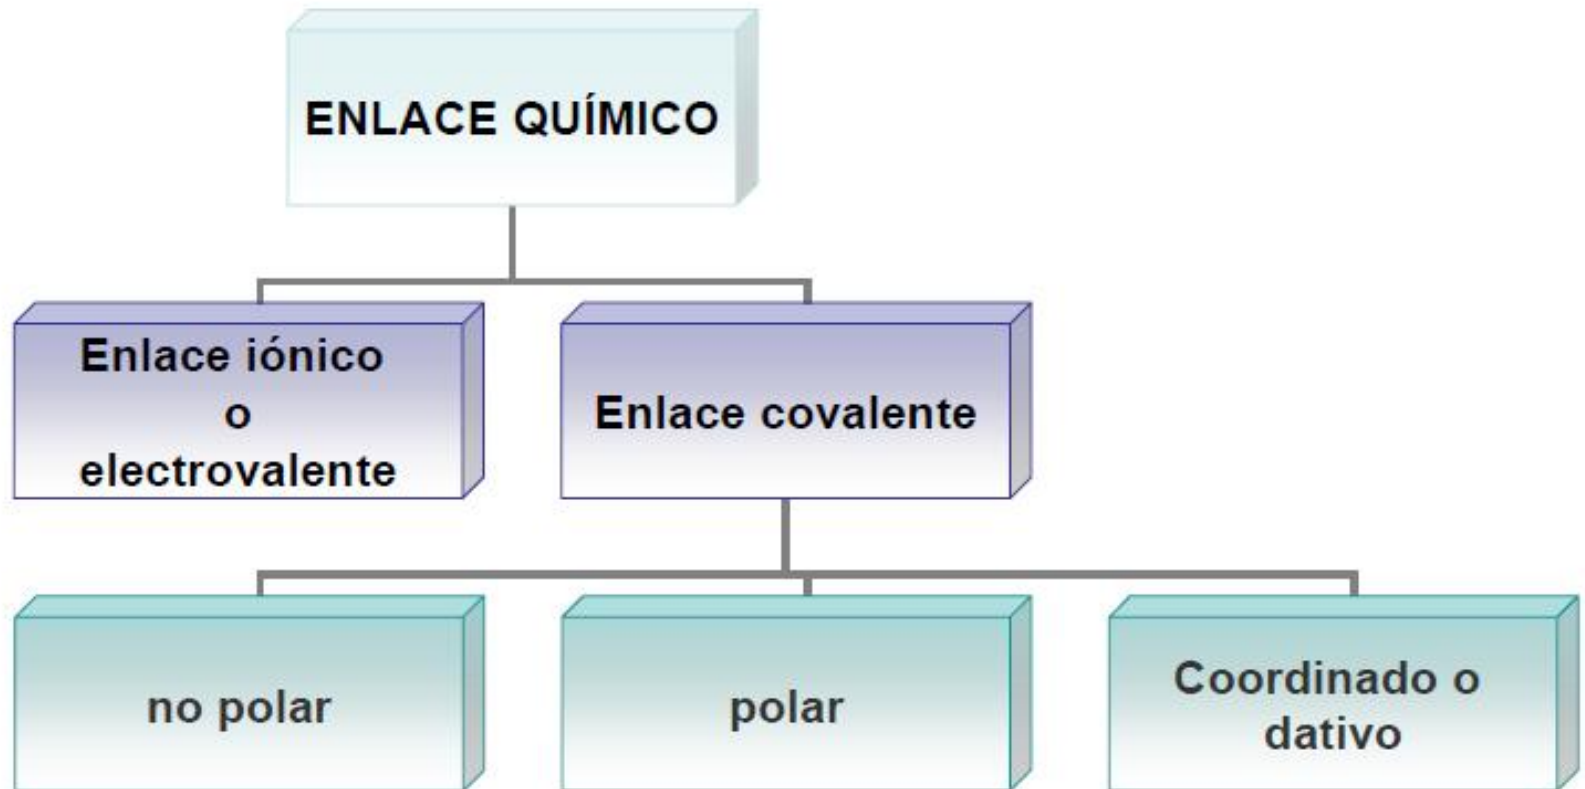 ENLACE QUÍMICO
Enlace iónico
o
electrovalente
Enlace covalente
no polar
polar
Coordinado o
dativo